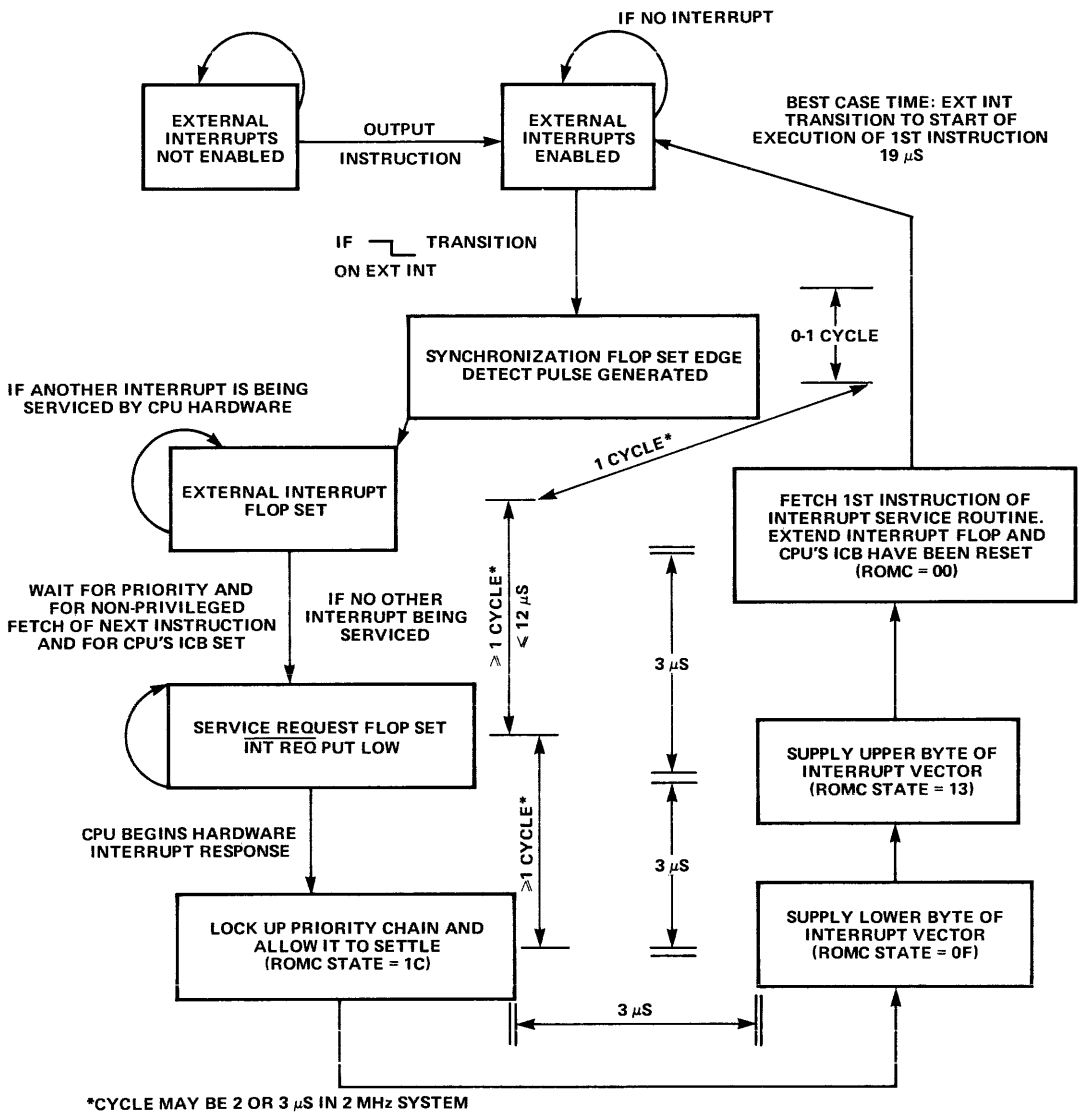 IF NO INTERRUPT
EXTERNAL
INTERRUPTS
NOT ENABLED
OUTPUT
INSTRUCTION
EXTERNAL
INTERRUPTS
ENABLED
BEST CASE TIME: EXT INT
TRANSITION TO START OF
EXECUTION OF 1ST INSTRUCTION
19 μS
IF TRANSITION
ON EXT INT
0-1 CYCLE
SYNCHRONIZATION FLOP SET EDGE
DETECT PULSE GENERATED
IF ANOTHER INTERRUPT IS BEING
SERVICED BY CPU HARDWARE
1 CYCLE*
EXTERNAL INTERRUPT
FLOP SET
FETCH 1ST INSTRUCTION OF
INTERRUPT SERVICE ROUTINE.
EXTEND INTERRUPT FLOP AND
CPU'S ICB HAVE BEEN RESET
(ROMC = 00)
WAIT FOR PRIORITY AND
FOR NON-PRIVILEGED
FETCH OF NEXT INSTRUCTION
AND FOR CPU'S ICB SET
IF NO OTHER
INTERRUPT BEING
SERVICED
⩾ 1 CYCLE*
⩽ 12 μS
3 μS
SERVICE REQUEST FLOP SET
INT REQ PUT LOW
SUPPLY UPPER BYTE OF
INTERRUPT VECTOR
(ROMC STATE = 13)
CPU BEGINS HARDWARE
INTERRUPT RESPONSE
⩾1 CYCLE*
3 μS
LOCK UP PRIORITY CHAIN AND
ALLOW IT TO SETTLE
(ROMC STATE = 1C)
SUPPLY LOWER BYTE OF
INTERRUPT VECTOR
(ROMC STATE = 0F)
3 μS
*CYCLE MAY BE 2 OR 3 μS IN 2 MHz SYSTEM